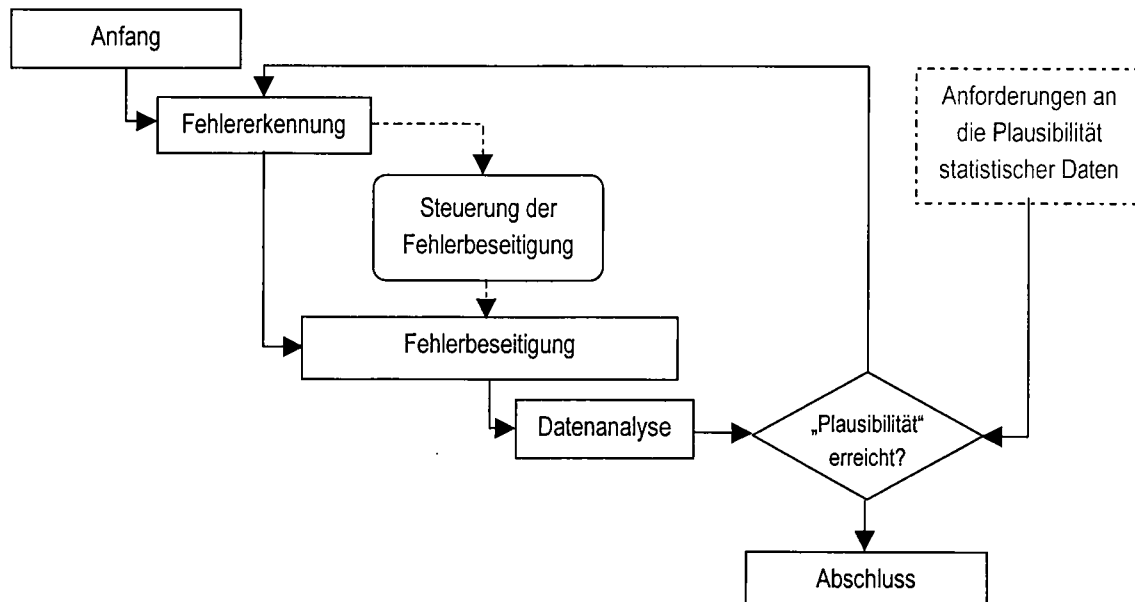 Anfang
Fehlererkennung
Anforderungen an
die Plausibilität
statistischer Daten
Steuerung der
Fehlerbeseitigung
Fehlerbeseitigung
Datenanalyse
„Plausibilität“
erreicht?
Abschluss